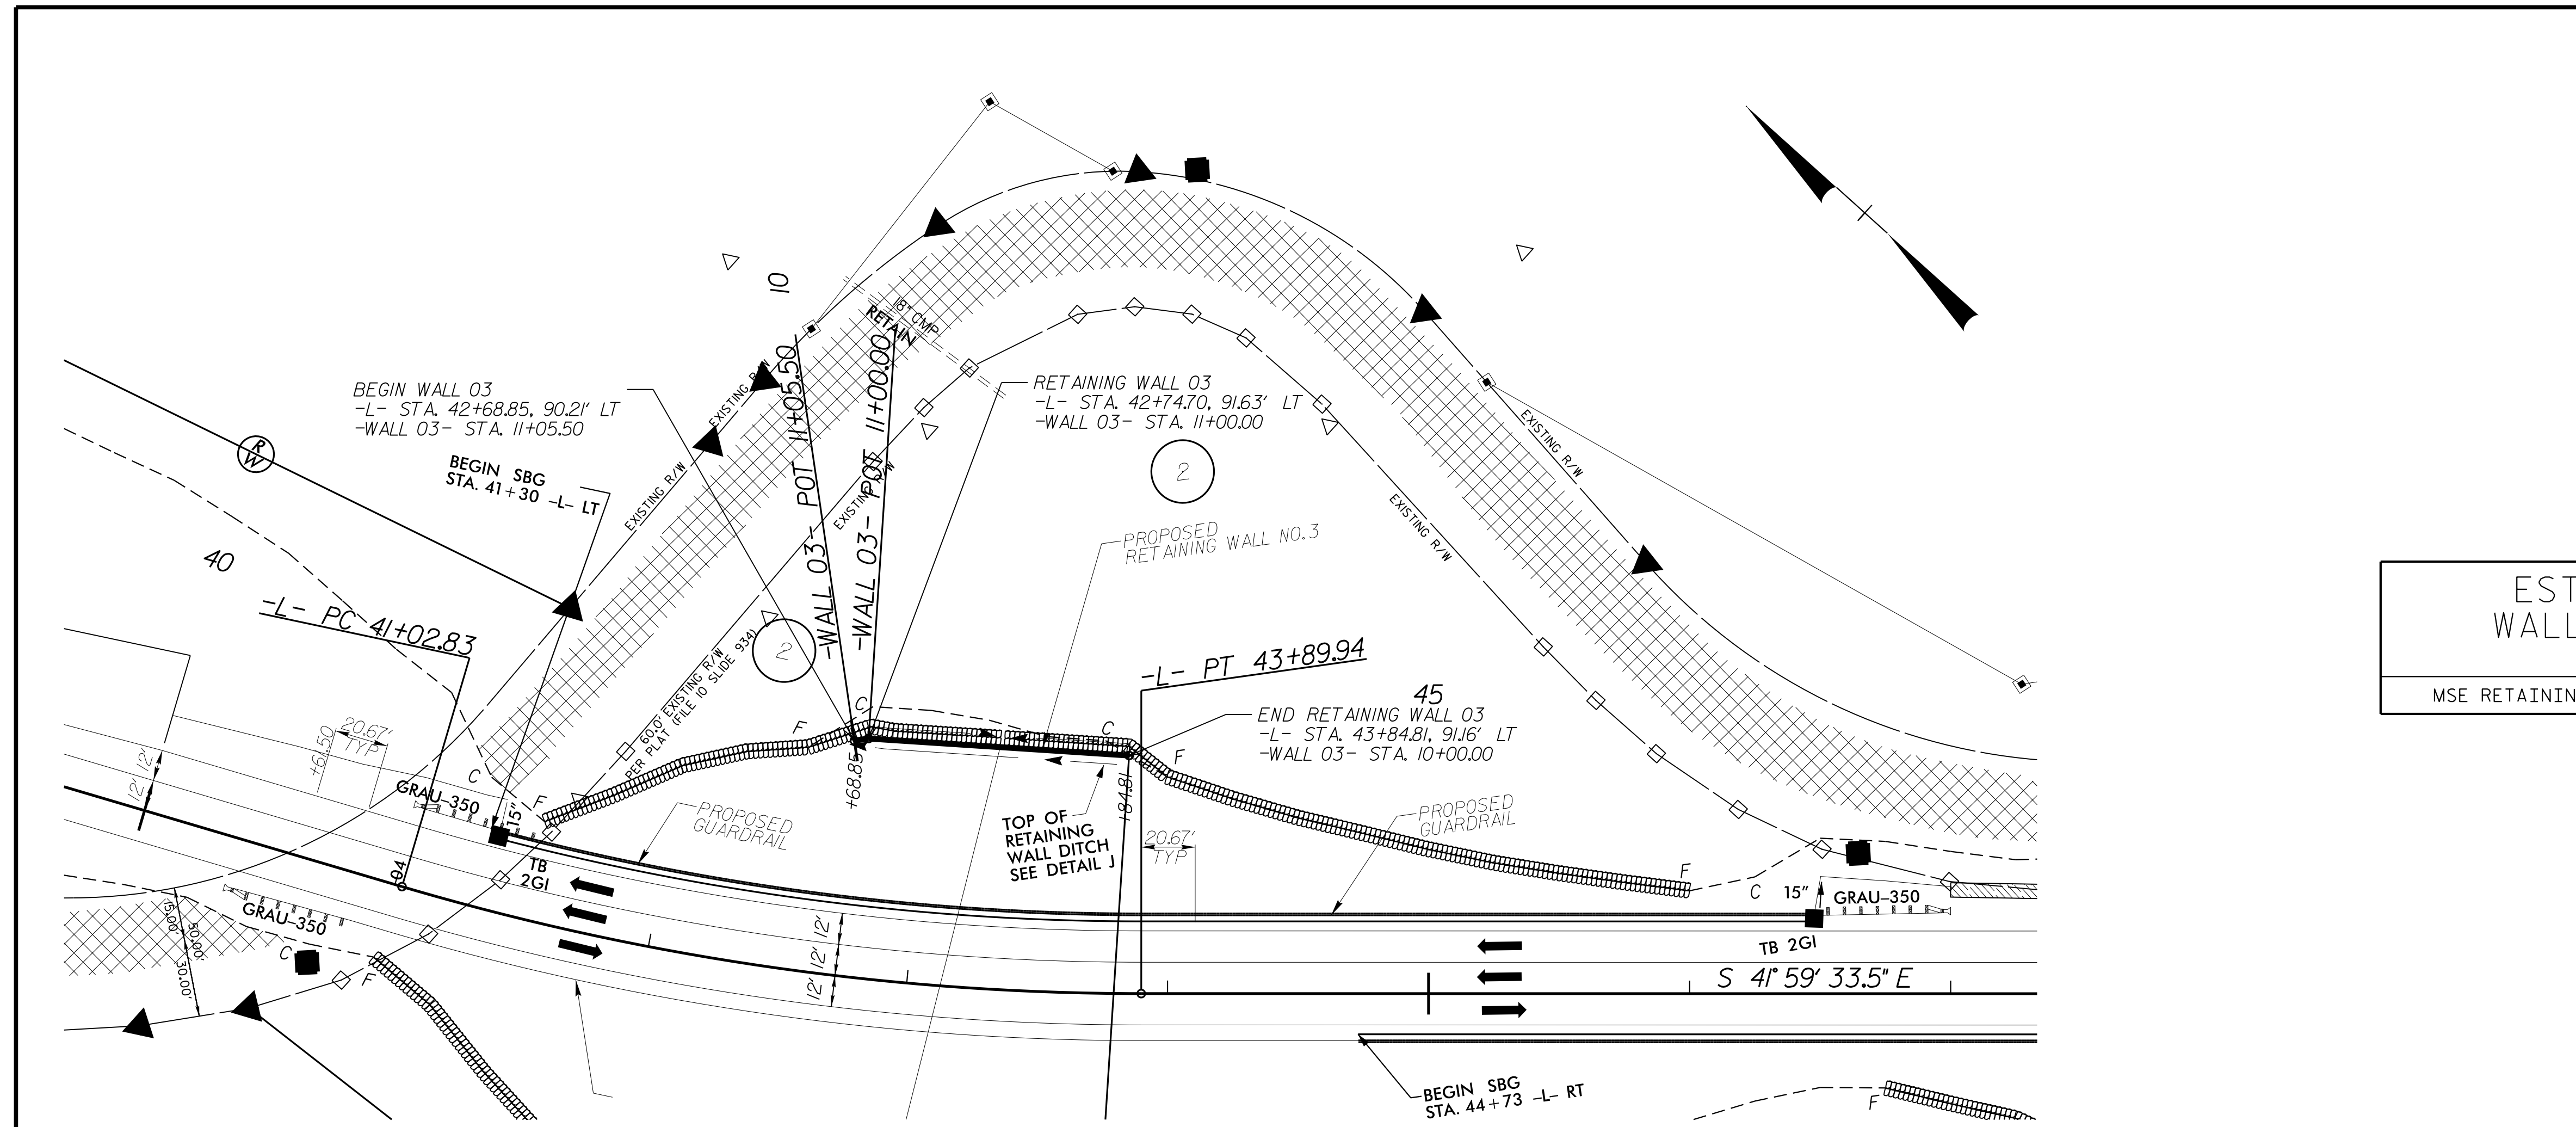 10
18" CMP
RETAIN
EXISTING R/W
-WALL 03- POT 11+05.50
-WALL 03- POT 11+00.00
BEGIN WALL 03
-L- STA. 42+68.85, 90.21' LT
-WALL 03- STA. 11+05.50
RETAINING WALL 03
-L- STA. 42+74.70, 91.63' LT
-WALL 03- STA. 11+00.00
R
W
BEGIN SBG
STA. 41+30 -L- LT
EXISTING R/W
EXISTING R/W
2
EXISTING R/W
EXISTING R/W
PROPOSED
RETAINING WALL NO.3
40
-L- PC 41+02.83
60.0' EXISTING R/W
PER PLAT (FILE 10 SLIDE 934)
2
-L- PT 43+89.94
45
END RETAINING WALL 03
-L- STA. 43+84.81, 91.16' LT
-WALL 03- STA. 10+00.00
EST
WALL
MSE RETAININ
+61.50
20.67'
TYP
12'
12'
C
F
C
F
C
F
GRAU-350
15"
+68.85
+84.81
PROPOSED
GUARDRAIL
TOP OF
RETAINING
WALL DITCH
SEE DETAIL J
20.67'
TYP
PROPOSED
GUARDRAIL
F
C
15"
GRAU-350
TB 2GI
TB
2GI
04
GRAU-350
15.00'
50.00'
30.00'
C
F
12'
12'
12'
S 41° 59' 33.5" E
BEGIN SBG
STA. 44+73 -L- RT
F